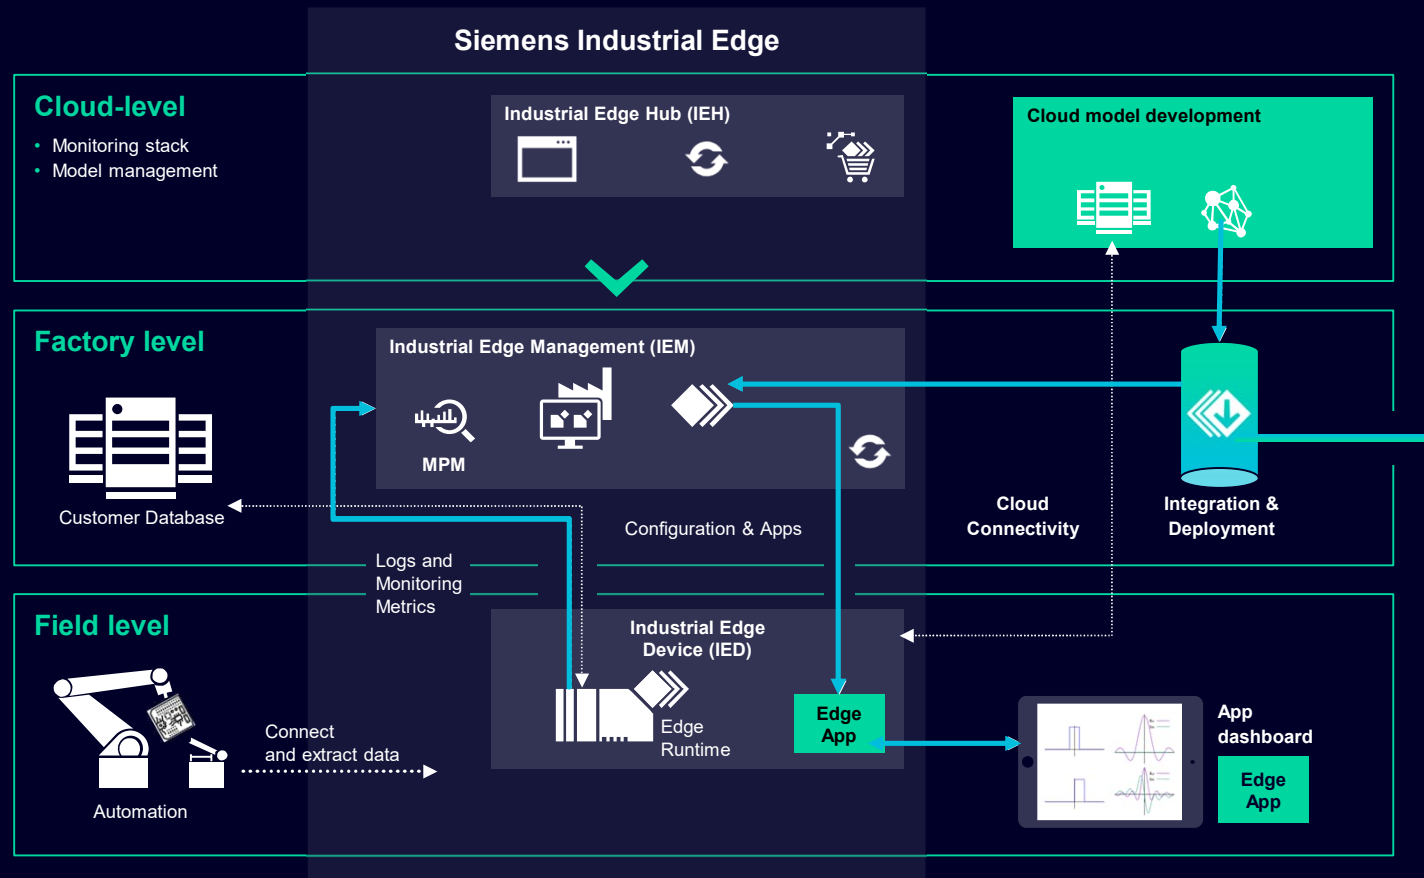 Siemens Industrial Edge
Cloud-level
• Monitoring stack
• Model management
Industrial Edge Hub (IEH)
Cloud model development
Factory level
Industrial Edge Management (IEM)
MPM
Customer Database
Configuration & Apps
Cloud
Connectivity
Integration &
Deployment
Logs and
Monitoring
Metrics
Field level
Industrial Edge
Device (IED)
Edge
Runtime
Edge
App
Connect
and extract data
Automation
App
dashboard
Edge
App